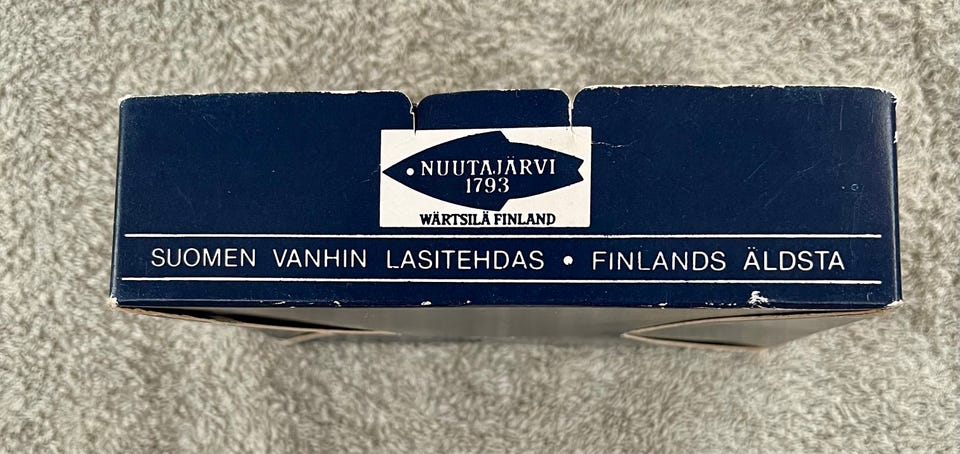 NUUTAJÄRVI
1793
WÄRTSILÄ FINLAND
SUOMEN VANHIN LASITEHDAS • FINLANDS ÄLDSTA